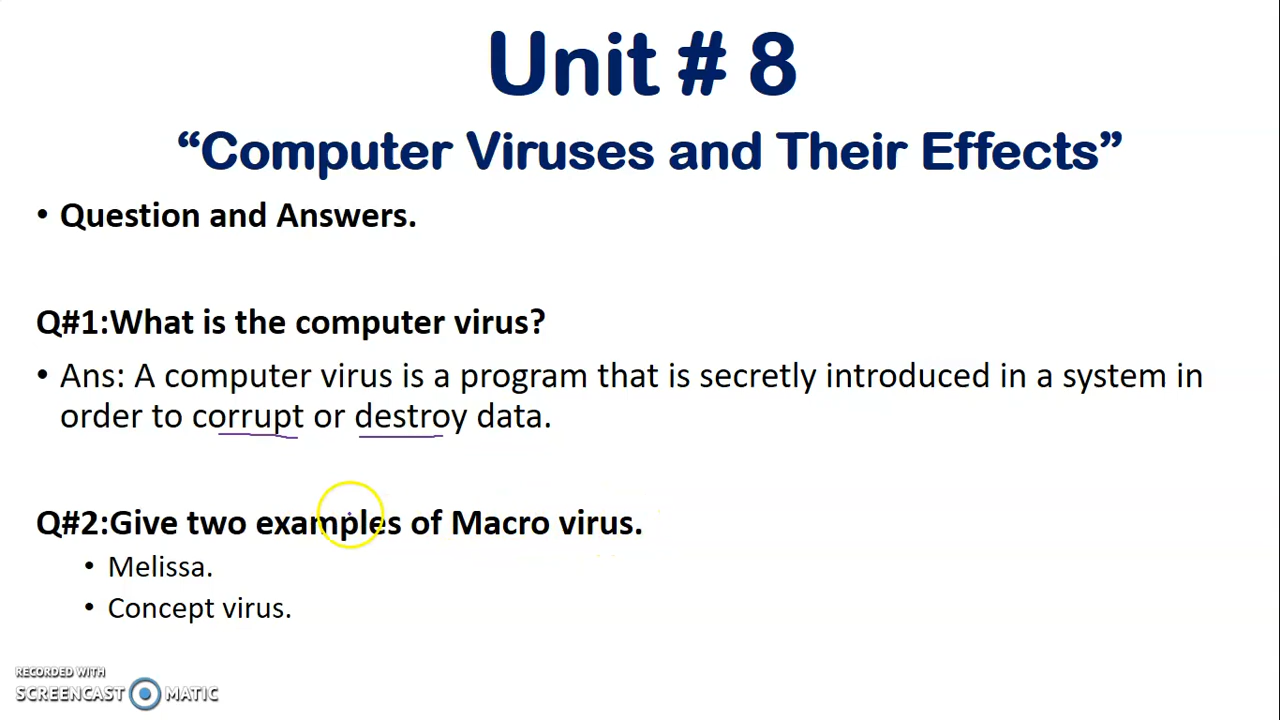 Unit # 8
“Computer Viruses and Their Effects”
• Question and Answers.
Q#1:What is the computer virus?
• Ans: A computer virus is a program that is secretly introduced in a system in
order to corrupt or destroy data.
Q#2:Give two examples of Macro virus.
• Melissa.
• Concept virus.
RECORDED WITH
SCREENCAST MATIC